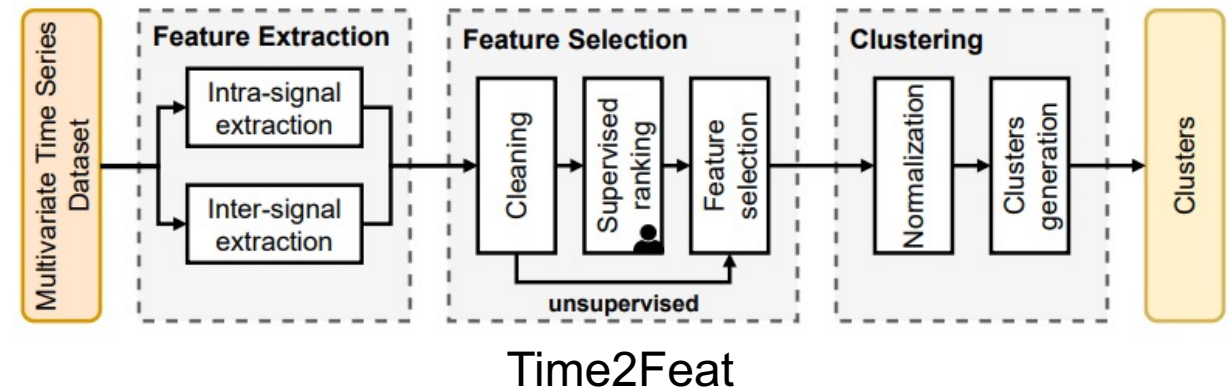 Multivariate Time Series
Dataset
Feature Extraction
Intra-signal
extraction
Inter-signal
extraction
Feature Selection
Cleaning
Supervised
ranking
Feature
selection
unsupervised
Clustering
Normalization
Clusters
generation
Clusters
Time2Feat